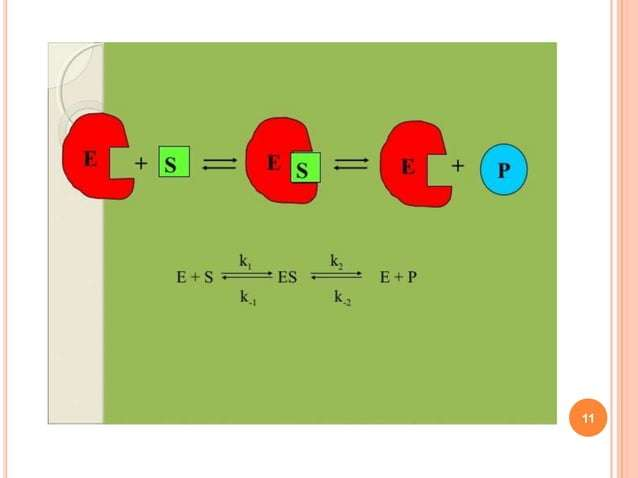 E + S ⇌ E S ⇌ E + P
k₁ k₂
E + S ⇌ ES ⇌ E + P
k₋₁ k₋₂
11